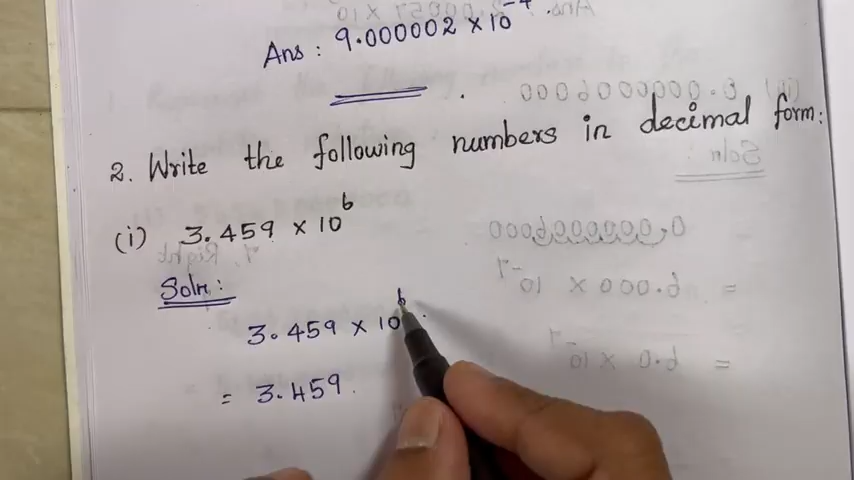 Ans : 9.000002 × 10⁻⁴
2. Write the following numbers in decimal form:
(i) 3.459 × 10⁶
Soln:
3.459 × 10⁶
= 3.459